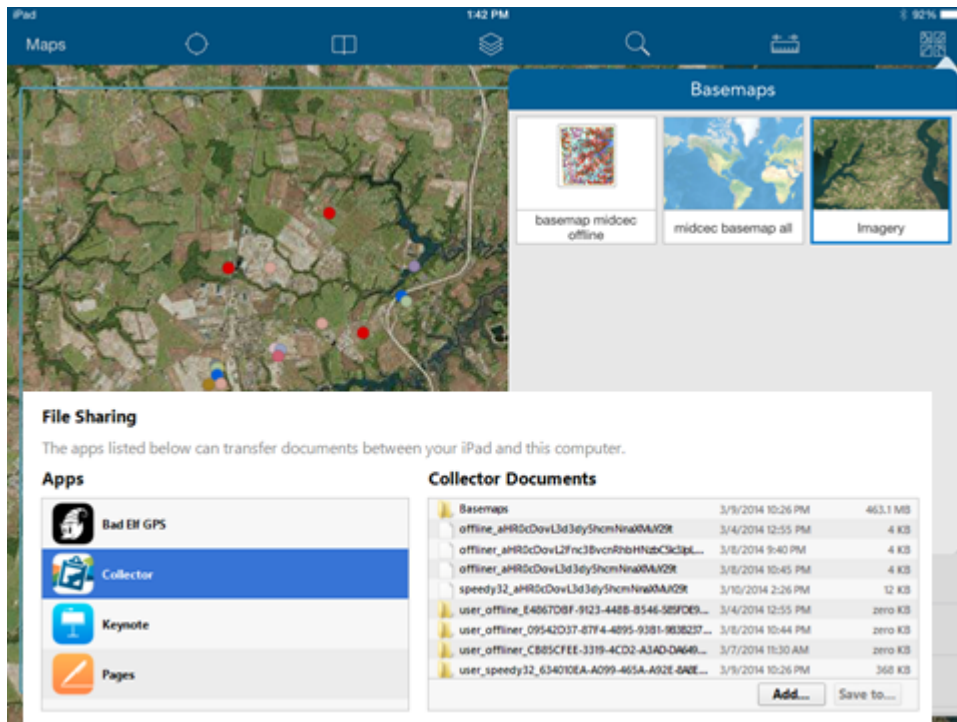 iPad 1:42 PM 92%
Maps
Basemaps
basemap midcec
offline
midcec basemap all
Imagery
File Sharing
The apps listed below can transfer documents between your iPad and this computer.
Apps
Bad Elf GPS
Collector
Keynote
Pages
Collector Documents
Basemaps 3/9/2014 10:26 PM 463.1 MB
3/4/2014 12:55 PM 4 KB
3/8/2014 9:40 PM 4 KB
3/8/2014 10:45 PM 4 KB
3/10/2014 2:26 PM 12 KB
3/4/2014 12:55 PM zero KB
3/8/2014 10:44 PM zero KB
3/7/2014 11:30 AM zero KB
3/9/2014 10:26 PM 368 KB
Add... Save to...